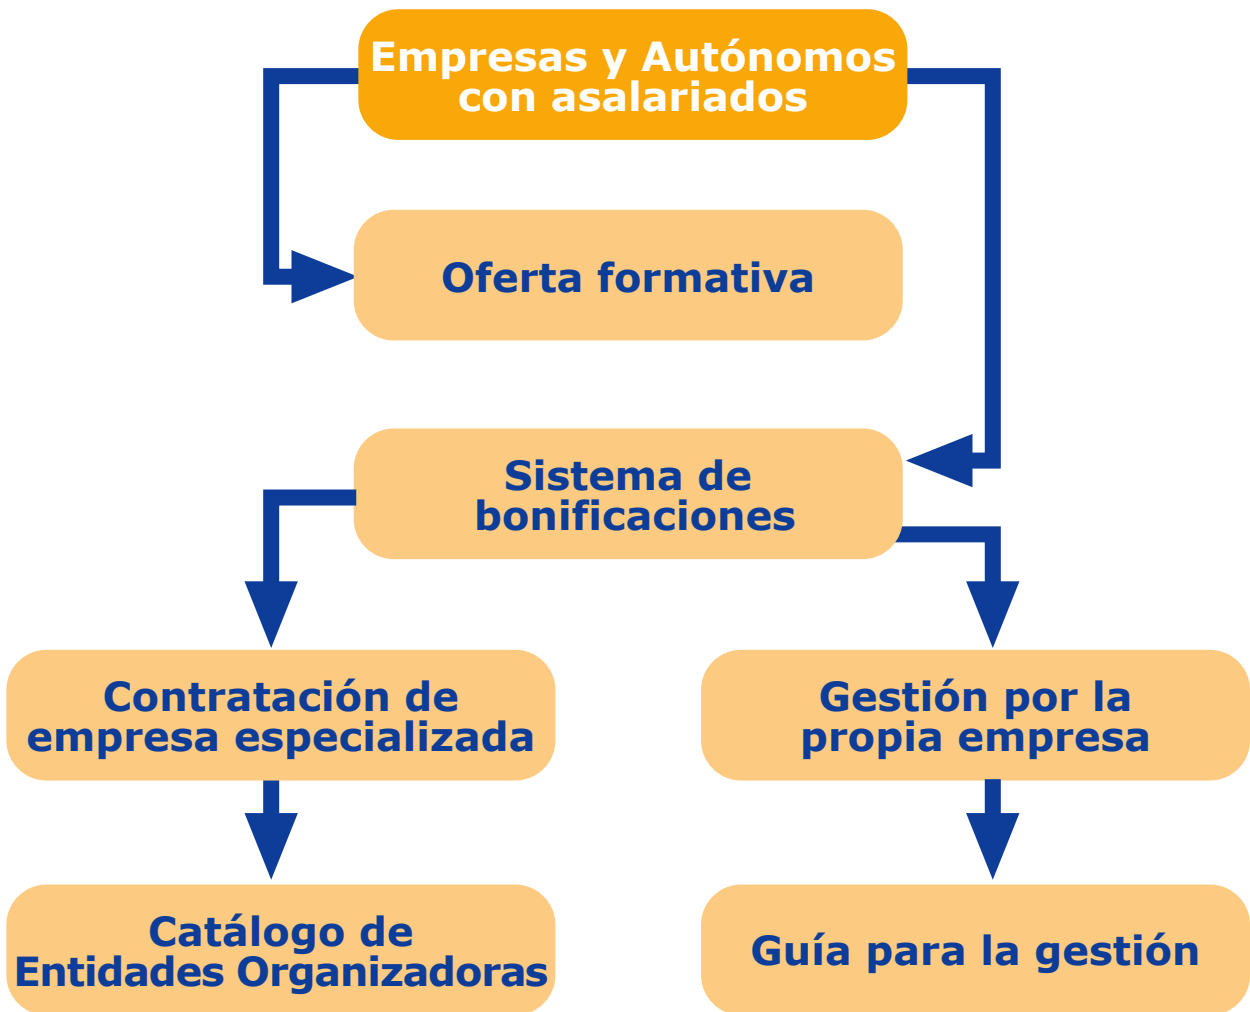 Empresas y Autónomos
con asalariados
Oferta formativa
Sistema de
bonificaciones
Contratación de
empresa especializada
Gestión por la
propia empresa
Catálogo de
Entidades Organizadoras
Guía para la gestión